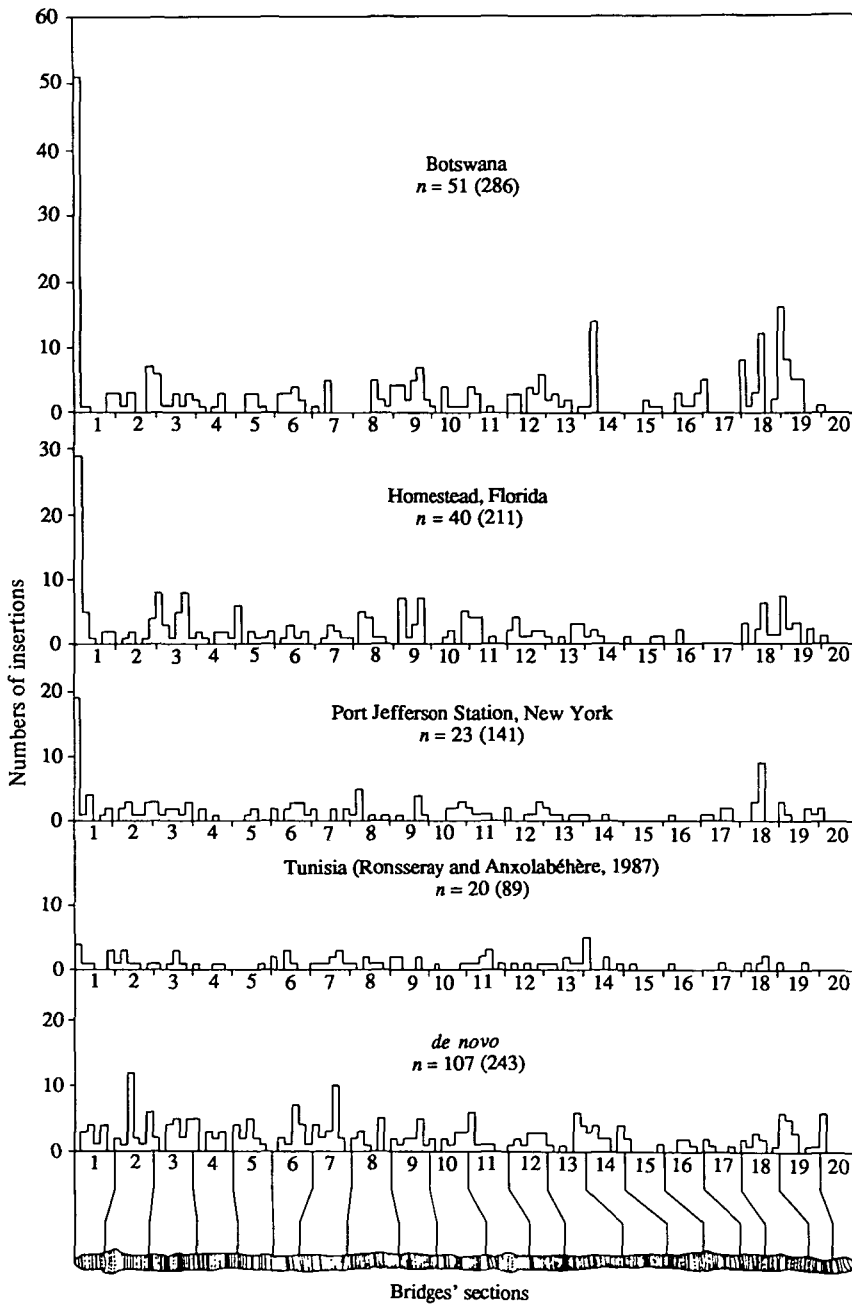 Numbers of insertions
60
50
40
30
20
10
0
Botswana
n = 51 (286)
1 2 3 4 5 6 7 8 9 10 11 12 13 14 15 16 17 18 19 20
30
20
10
0
Homestead, Florida
n = 40 (211)
1 2 3 4 5 6 7 8 9 10 11 12 13 14 15 16 17 18 19 20
20
10
0
Port Jefferson Station, New York
n = 23 (141)
1 2 3 4 5 6 7 8 9 10 11 12 13 14 15 16 17 18 19 20
Tunisia (Ronsseray and Anxolabéhère, 1987)
n = 20 (89)
10
0
1 2 3 4 5 6 7 8 9 10 11 12 13 14 15 16 17 18 19 20
20
10
0
de novo
n = 107 (243)
1 2 3 4 5 6 7 8 9 10 11 12 13 14 15 16 17 18 19 20
Bridges' sections